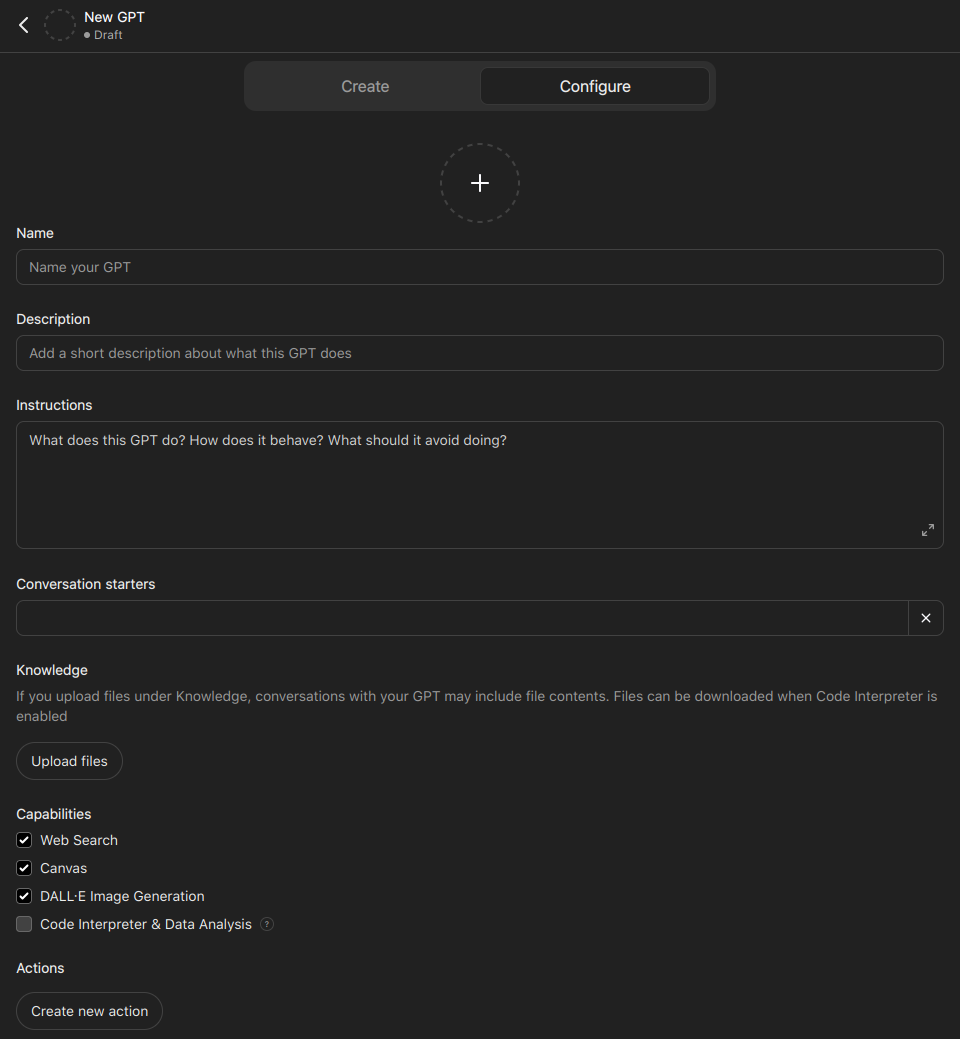 New GPT
Draft
Create
Configure
Name
Name your GPT
Description
Add a short description about what this GPT does
Instructions
What does this GPT do? How does it behave? What should it avoid doing?
Conversation starters
Knowledge
If you upload files under Knowledge, conversations with your GPT may include file contents. Files can be downloaded when Code Interpreter is
enabled
Upload files
Capabilities
Web Search
Canvas
DALL·E Image Generation
Code Interpreter & Data Analysis ?
Actions
Create new action